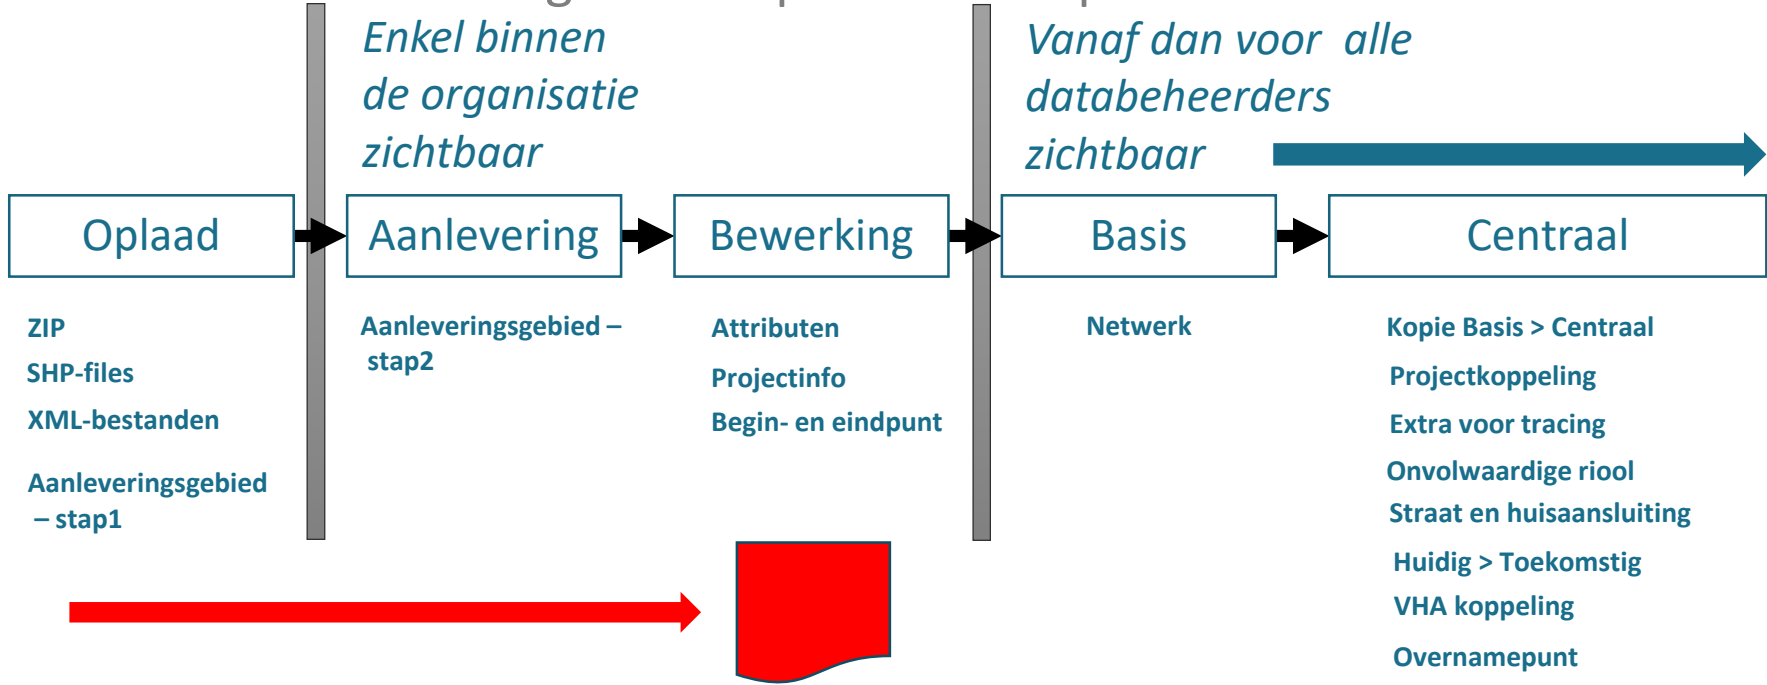 Enkel binnen
de organisatie
zichtbaar
Vanaf dan voor alle
databeheerders
zichtbaar
Oplaad
Aanlevering
Bewerking
Basis
Centraal
ZIP
SHP-files
XML-bestanden
Aanleveringsgebied
– stap1
Aanleveringsgebied –
stap2
Attributen
Projectinfo
Begin- en eindpunt
Netwerk
Kopie Basis > Centraal
Projectkoppeling
Extra voor tracing
Onvolwaardige riool
Straat en huisaansluiting
Huidig > Toekomstig
VHA koppeling
Overnamepunt